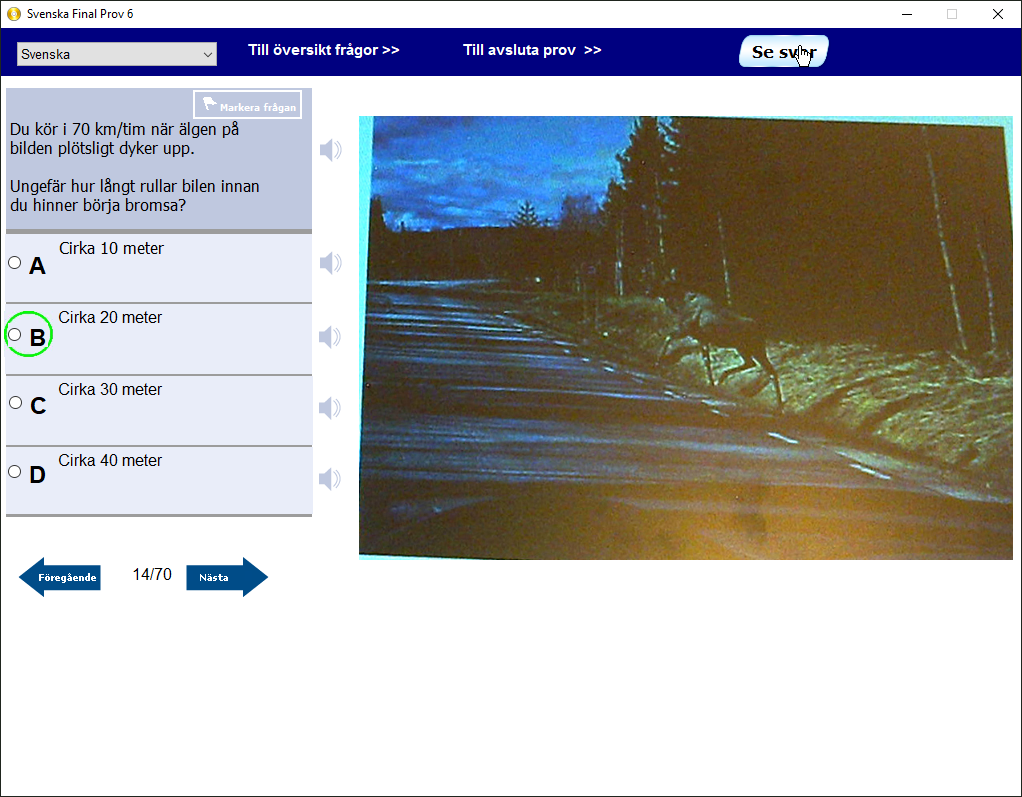 Svenska Final Prov 6
Svenska
Till översikt frågor >>
Till avsluta prov >>
Se svar
Markera frågan
Du kör i 70 km/tim när älgen på
bilden plötsligt dyker upp.
Ungefär hur långt rullar bilen innan
du hinner börja bromsa?
A Cirka 10 meter
B Cirka 20 meter
C Cirka 30 meter
D Cirka 40 meter
Föregående
14/70
Nästa